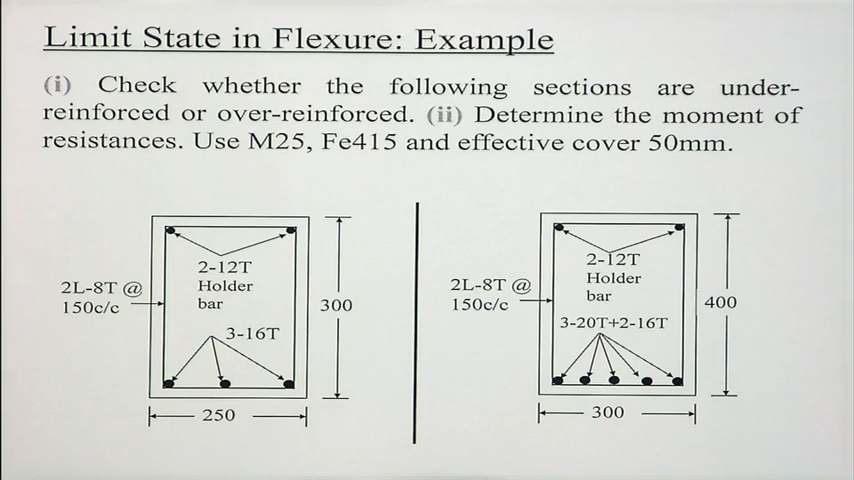 Limit State in Flexure: Example
(i) Check whether the following sections are under-
reinforced or over-reinforced. (ii) Determine the moment of
resistances. Use M25, Fe415 and effective cover 50mm.
2-12T
Holder
bar
2L-8T @
150c/c
3-16T
300
250
2-12T
Holder
bar
2L-8T @
150c/c
3-20T+2-16T
400
300